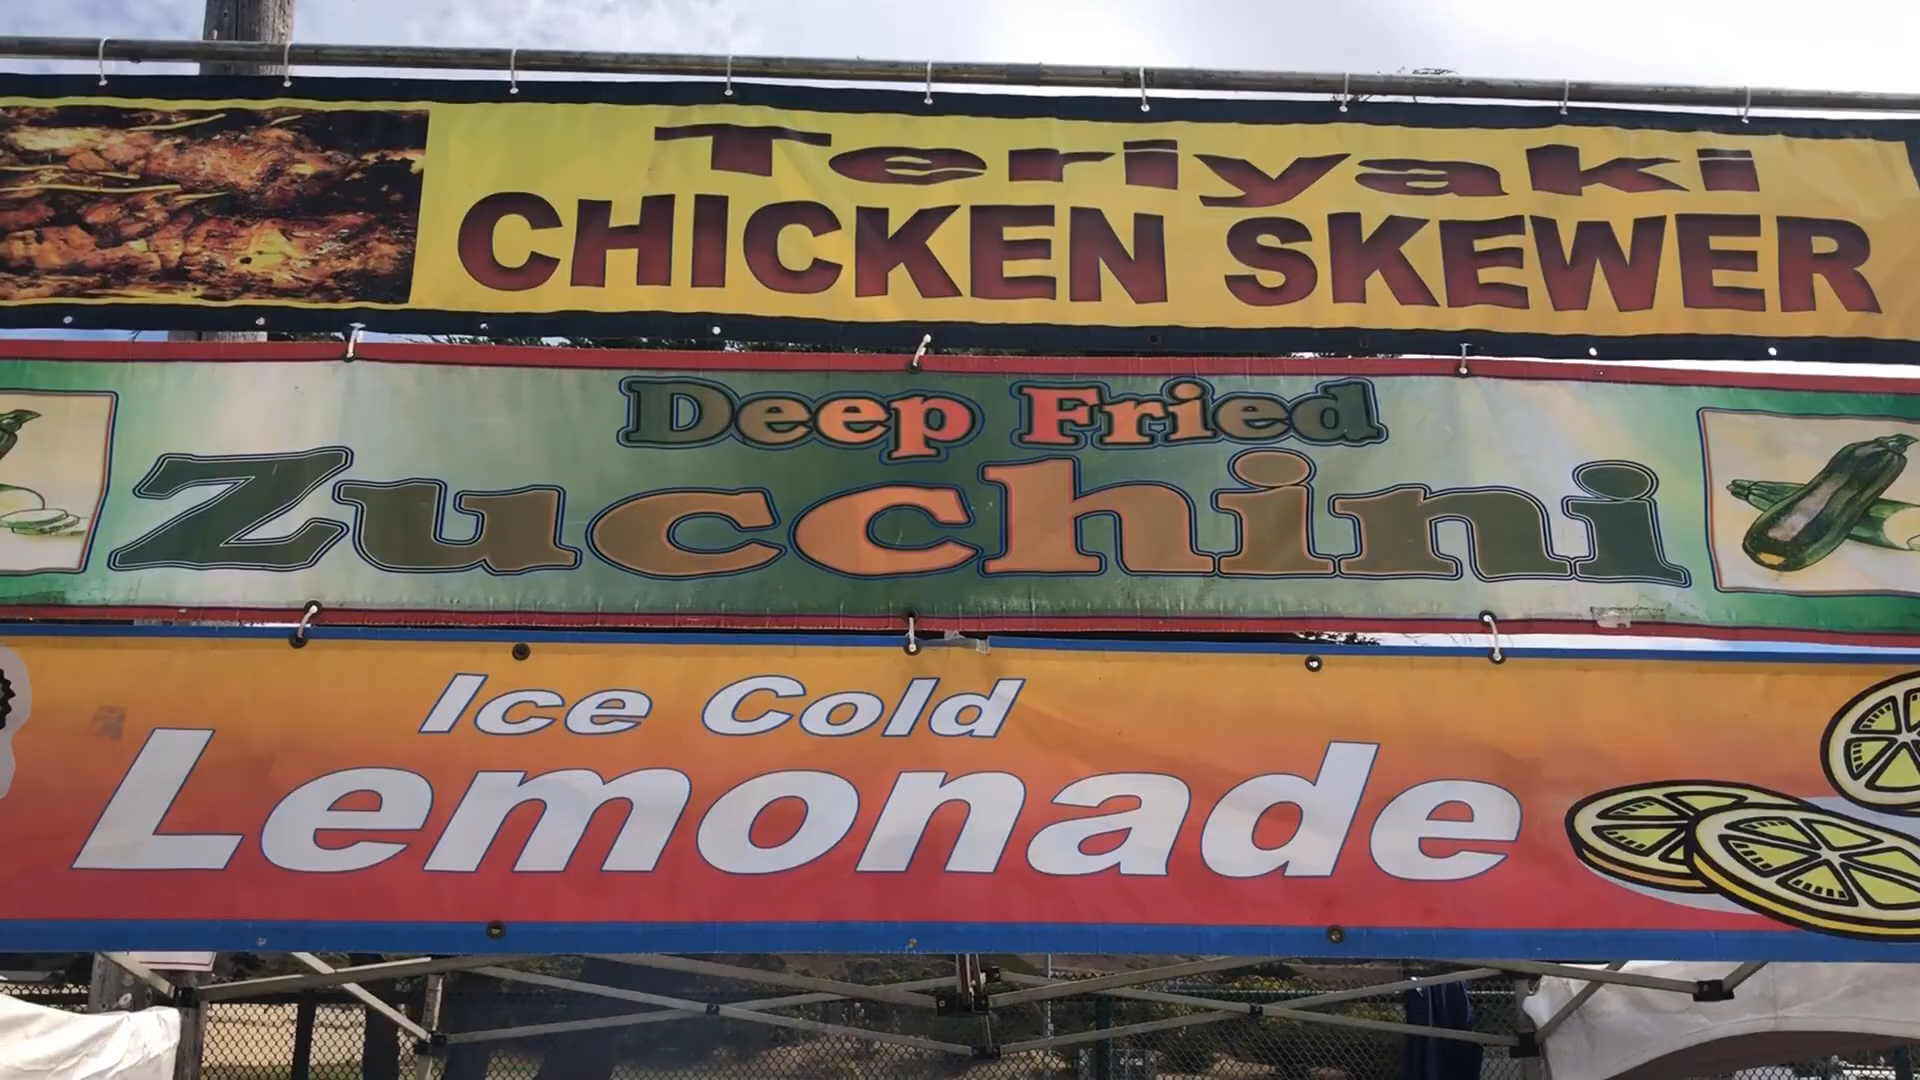 Teriyaki
CHICKEN SKEWER
Deep Fried
Zucchini
Ice Cold
Lemonade